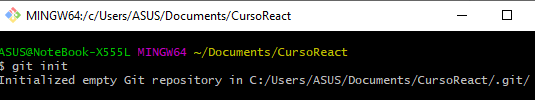 MINGW64:/c/Users/ASUS/Documents/CursoReact
ASUS@NoteBook-X555L MINGW64 ~/Documents/CursoReact
$ git init
Initialized empty Git repository in C:/Users/ASUS/Documents/CursoReact/.git/